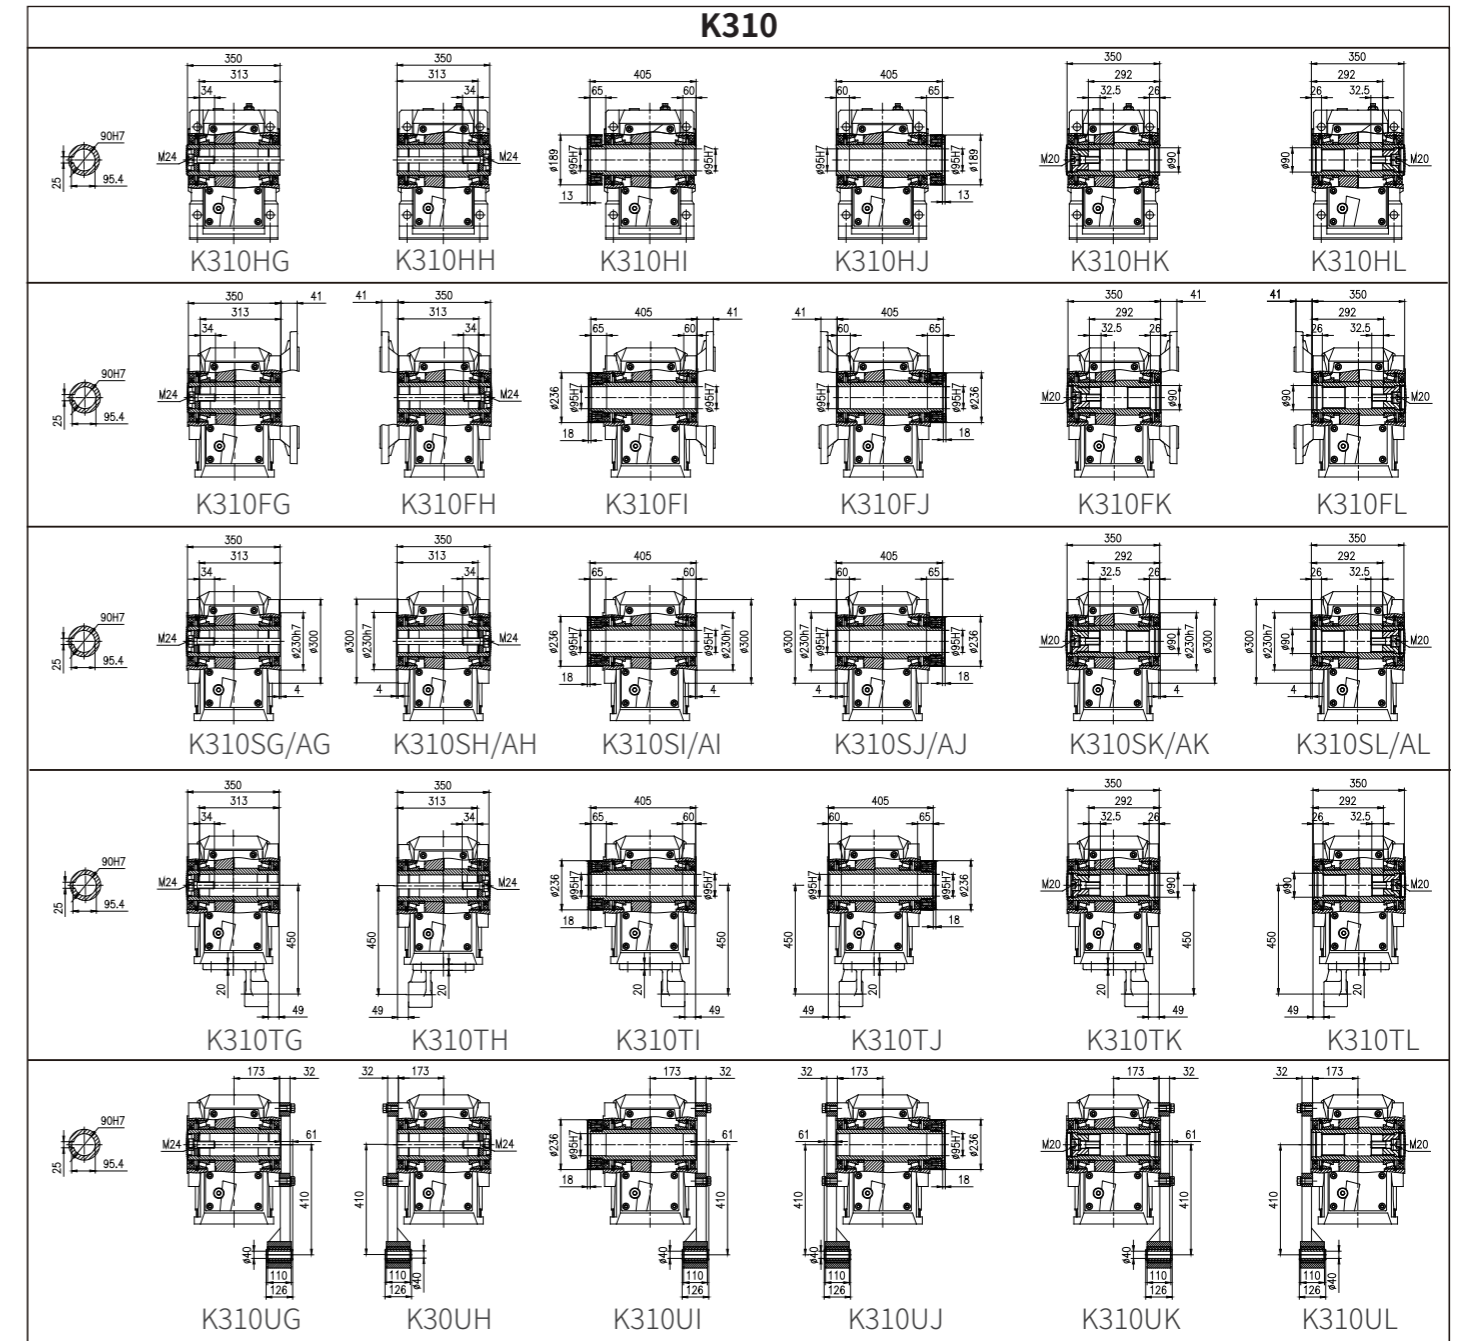 K310
350 350 405 405 350 350
313 313 292 292
34 34 65 60 60 65 32.5 26 26 32.5
90H7 M24 M24 ø189 ø95H7 ø95H7 ø95H7 ø95H7 ø189 M20 ø90 ø90 M20
25 95.4 13 13
K310HG K310HH K310HI K310HJ K310HK K310HL
350 41 41 350 405 41 41 405 350 41 41 350
313 313 292 292
34 34 65 60 60 65 32.5 26 26 32.5
90H7 M24 M24 ø236 ø95H7 ø95H7 ø95H7 ø95H7 ø236 M20 ø90 ø90 M20
25 95.4 18 18
K310FG K310FH K310FI K310FJ K310FK K310FL
350 350 405 405 350 350
313 313 292 292
34 34 65 60 60 65 32.5 26 26 32.5
90H7 M24 ø230h7 ø300 ø300 ø230h7 M24 ø236 ø95H7 ø95H7 ø230h7 ø300 ø300 ø230h7 ø95H7 ø95H7 ø236 M20 ø90 ø230h7 ø300 ø300 ø230h7 ø90 M20
25 95.4 4 4 18 4 4 18 4 4
K310SG/AG K310SH/AH K310SI/AI K310SJ/AJ K310SK/AK K310SL/AL
350 350 405 405 350 350
313 313 292 292
34 34 65 60 60 65 32.5 26 26 32.5
90H7 M24 M24 ø236 ø95H7 ø95H7 ø95H7 ø95H7 ø236 M20 ø90 ø90 M20
25 95.4 18 18
450 450 450 450 450 450
20 20 20 20 20 20
49 49 49 49 49 49
K310TG K310TH K310TI K310TJ K310TK K310TL
173 32 32 173 173 32 32 173 173 32 32 173
90H7 M24 61 M24 ø236 ø95H7 61 61 ø95H7 ø236 M20 61 M20
25 95.4 18 18
410 410 410 410 410 410
ø40 ø40 ø40 ø40 ø40 ø40
110 110 110 110 110 110
126 126 126 126 126 126
K310UG K30UH K310UI K310UJ K310UK K310UL